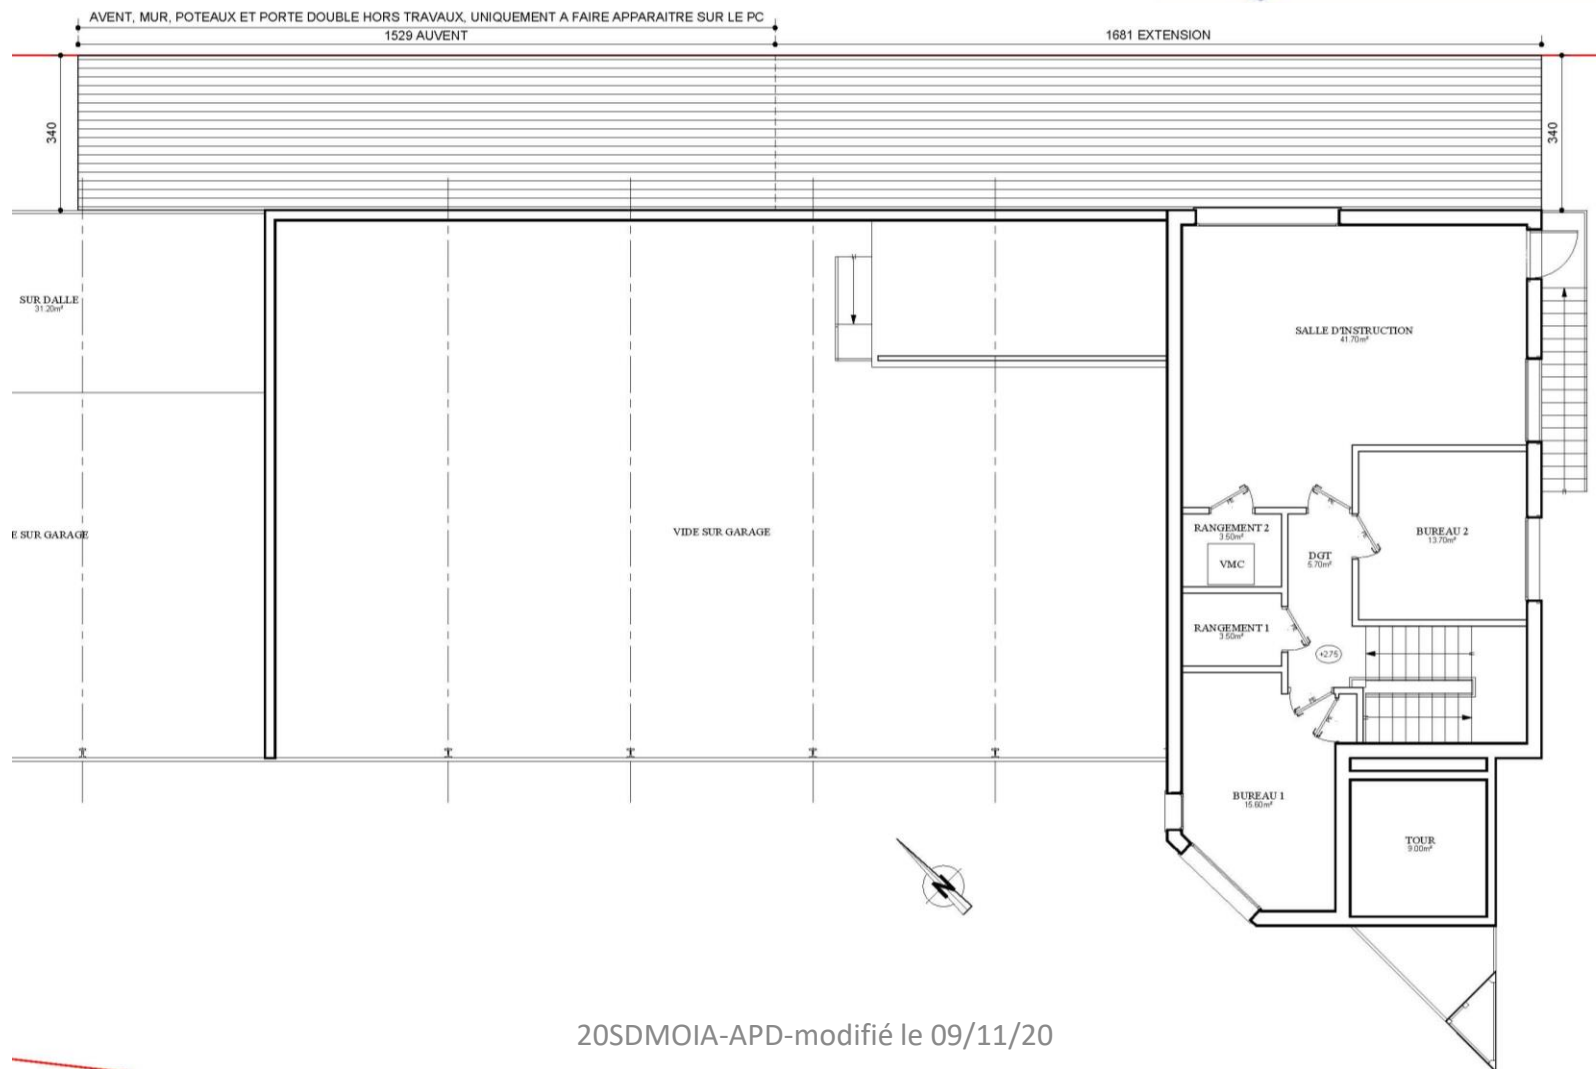 AVENT, MUR, POTEAUX ET PORTE DOUBLE HORS TRAVAUX, UNIQUEMENT A FAIRE APPARAITRE SUR LE PC
1529 AUVENT
1681 EXTENSION
340
340
SUR DALLE
31.20m²
SALLE D'INSTRUCTION
41.70m²
E SUR GARAGE
VIDE SUR GARAGE
RANGEMENT 2
3.50m²
VMC
DGT
5.70m²
BUREAU 2
13.70m²
RANGEMENT 1
3.50m²
+275
BUREAU 1
15.60m²
TOUR
9.00m²
N
20SDMOIA-APD-modifié le 09/11/20